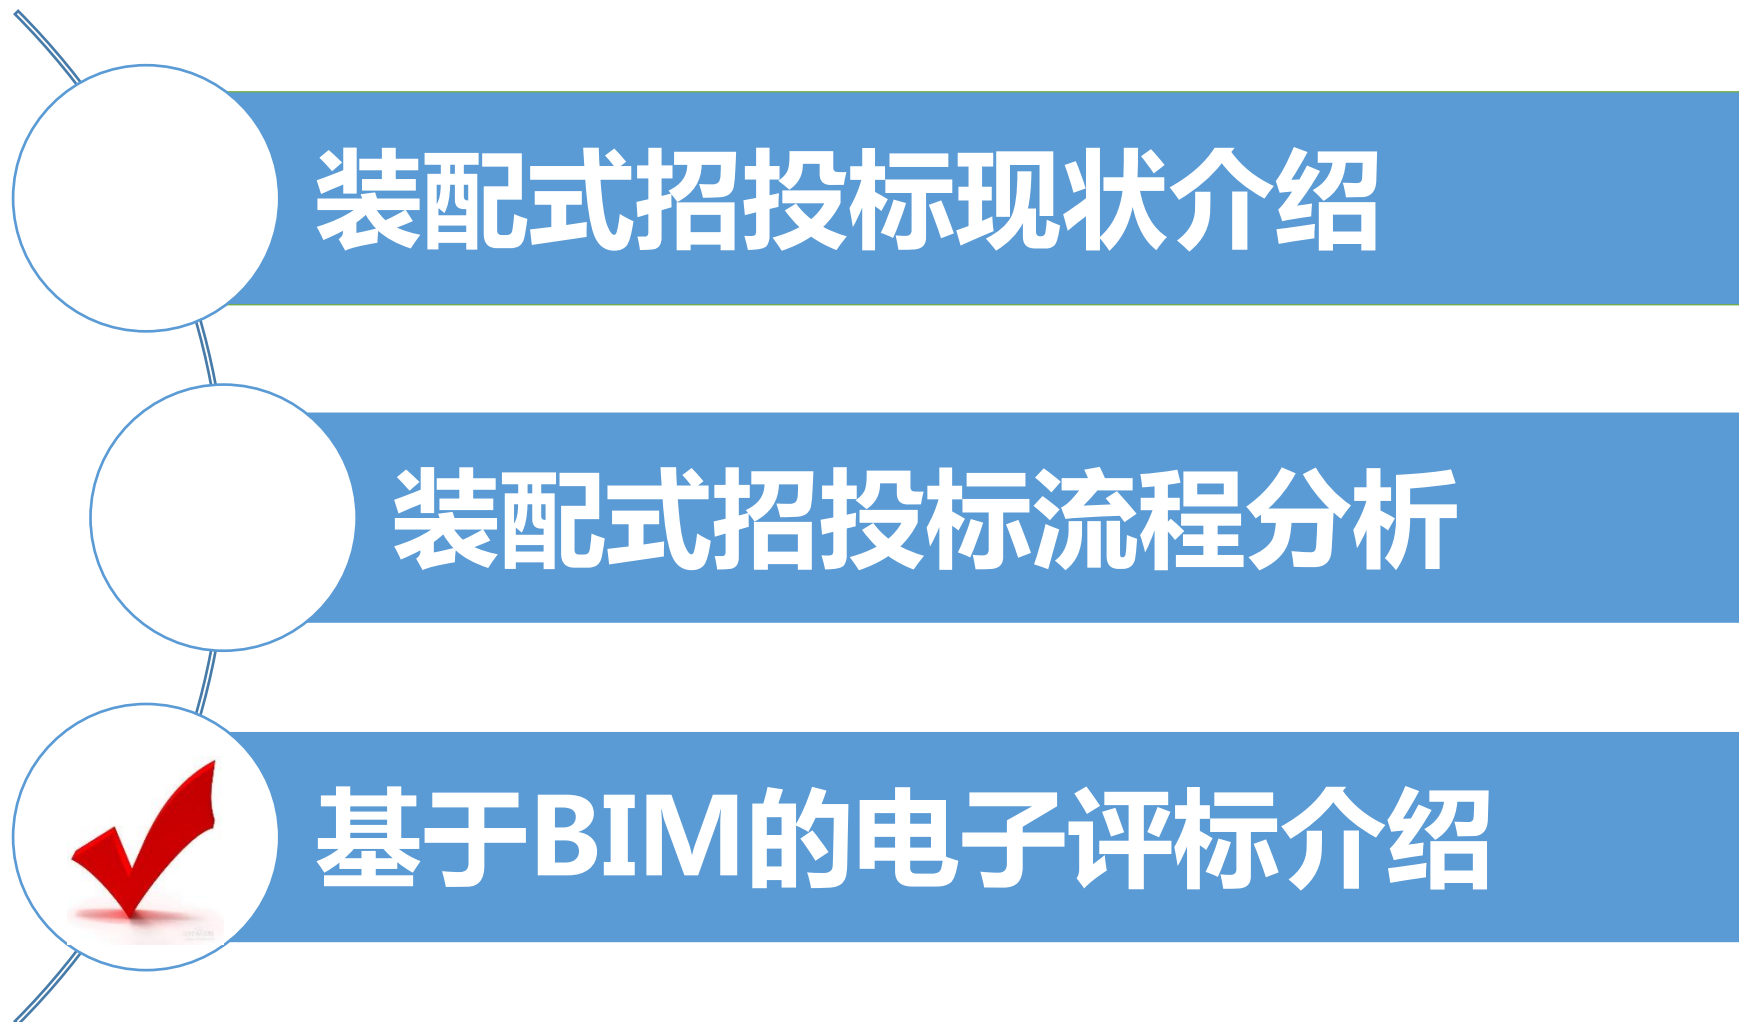 装配式招投标现状介绍
装配式招投标流程分析
基于BIM的电子评标介绍